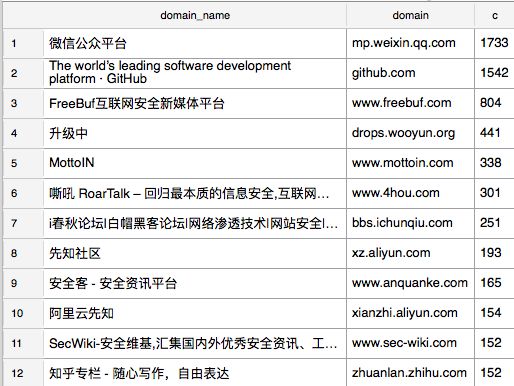 domain_name domain c
1 微信公众平台 mp.weixin.qq.com 1733
2 The world's leading software development
platform · GitHub github.com 1542
3 FreeBuf互联网安全新媒体平台 www.freebuf.com 804
4 升级中 drops.wooyun.org 441
5 MottoIN www.mottoin.com 338
6 嘶吼 RoarTalk – 回归最本质的信息安全,互联网… www.4hou.com 301
7 i春秋论坛|白帽黑客论坛|网络渗透技术|网站安全|… bbs.ichunqiu.com 251
8 先知社区 xz.aliyun.com 193
9 安全客 - 安全资讯平台 www.anquanke.com 165
10 阿里云先知 xianzhi.aliyun.com 154
11 SecWiki-安全维基,汇集国内外优秀安全资讯、工… www.sec-wiki.com 152
12 知乎专栏 - 随心写作，自由表达 zhuanlan.zhihu.com 152